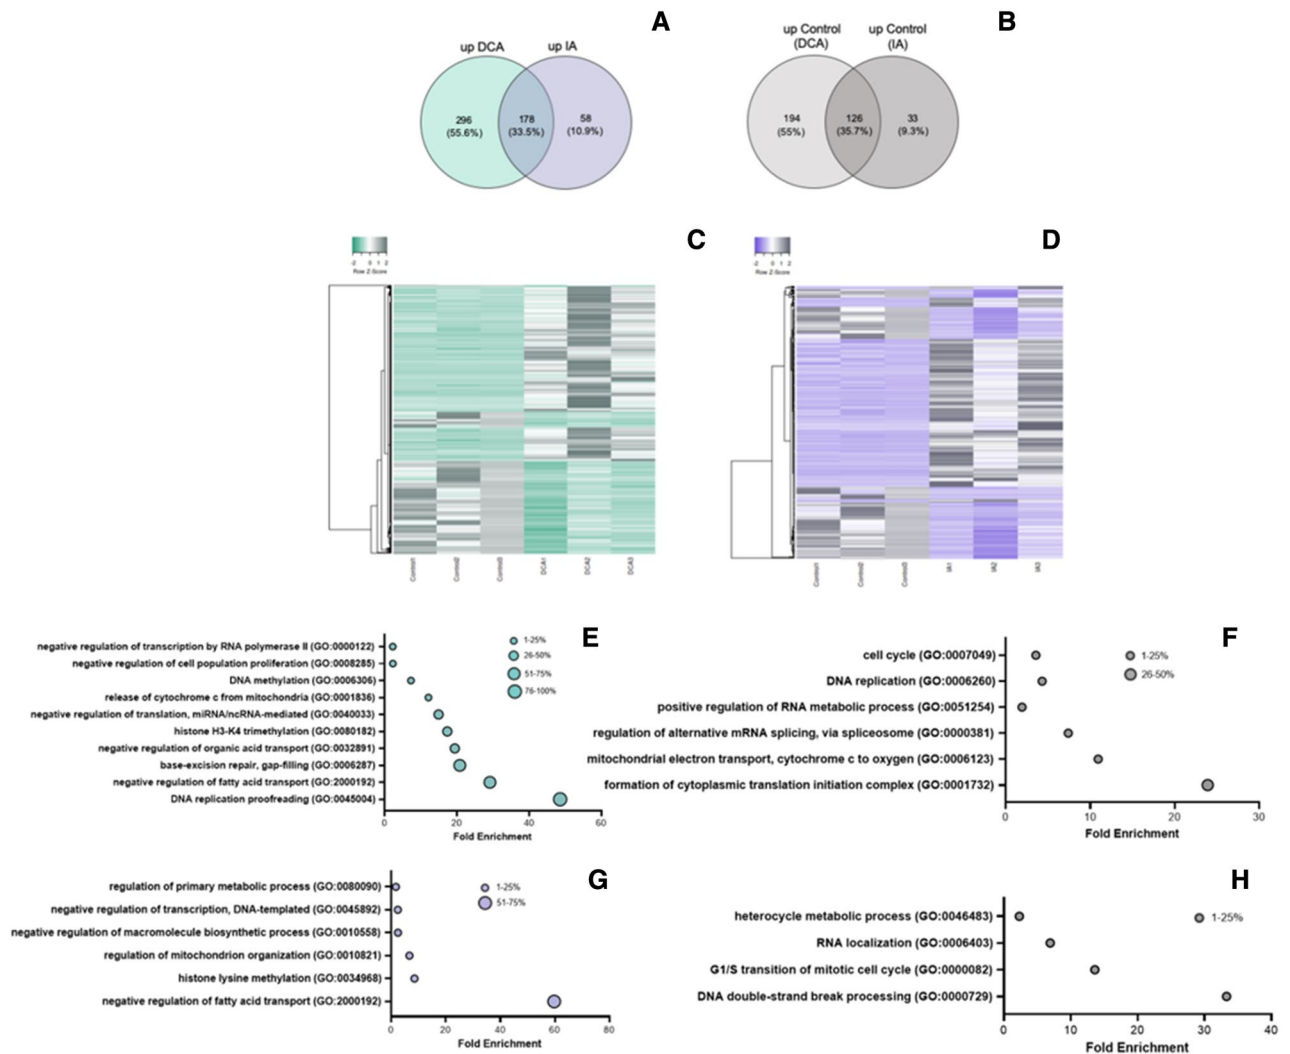 A
up DCA
up IA
296
(55.6%)
178
(33.5%)
58
(10.9%)
B
up Control
(DCA)
up Control
(IA)
194
(55%)
126
(35.7%)
33
(9.3%)
C
-2 0 1 2
Row Z-Score
Control1
Control2
Control3
DCA1
DCA2
DCA3
D
-2 0 1 2
Row Z-Score
Control1
Control2
Control3
IA1
IA2
IA3
E
negative regulation of transcription by RNA polymerase II (GO:0000122)
negative regulation of cell population proliferation (GO:0008285)
DNA methylation (GO:0006306)
release of cytochrome c from mitochondria (GO:0001836)
negative regulation of translation, miRNA/ncRNA-mediated (GO:0040033)
histone H3-K4 trimethylation (GO:0080182)
negative regulation of organic acid transport (GO:0032891)
base-excision repair, gap-filling (GO:0006287)
negative regulation of fatty acid transport (GO:2000192)
DNA replication proofreading (GO:0045004)
1-25%
26-50%
51-75%
76-100%
0 20 40 60
Fold Enrichment
F
cell cycle (GO:0007049)
DNA replication (GO:0006260)
positive regulation of RNA metabolic process (GO:0051254)
regulation of alternative mRNA splicing, via spliceosome (GO:0000381)
mitochondrial electron transport, cytochrome c to oxygen (GO:0006123)
formation of cytoplasmic translation initiation complex (GO:0001732)
1-25%
26-50%
0 10 20 30
Fold Enrichment
G
regulation of primary metabolic process (GO:0080090)
negative regulation of transcription, DNA-templated (GO:0045892)
negative regulation of macromolecule biosynthetic process (GO:0010558)
regulation of mitochondrion organization (GO:0010821)
histone lysine methylation (GO:0034968)
negative regulation of fatty acid transport (GO:2000192)
1-25%
51-75%
0 20 40 60 80
Fold Enrichment
H
heterocycle metabolic process (GO:0046483)
RNA localization (GO:0006403)
G1/S transition of mitotic cell cycle (GO:0000082)
DNA double-strand break processing (GO:0000729)
1-25%
0 10 20 30 40
Fold Enrichment